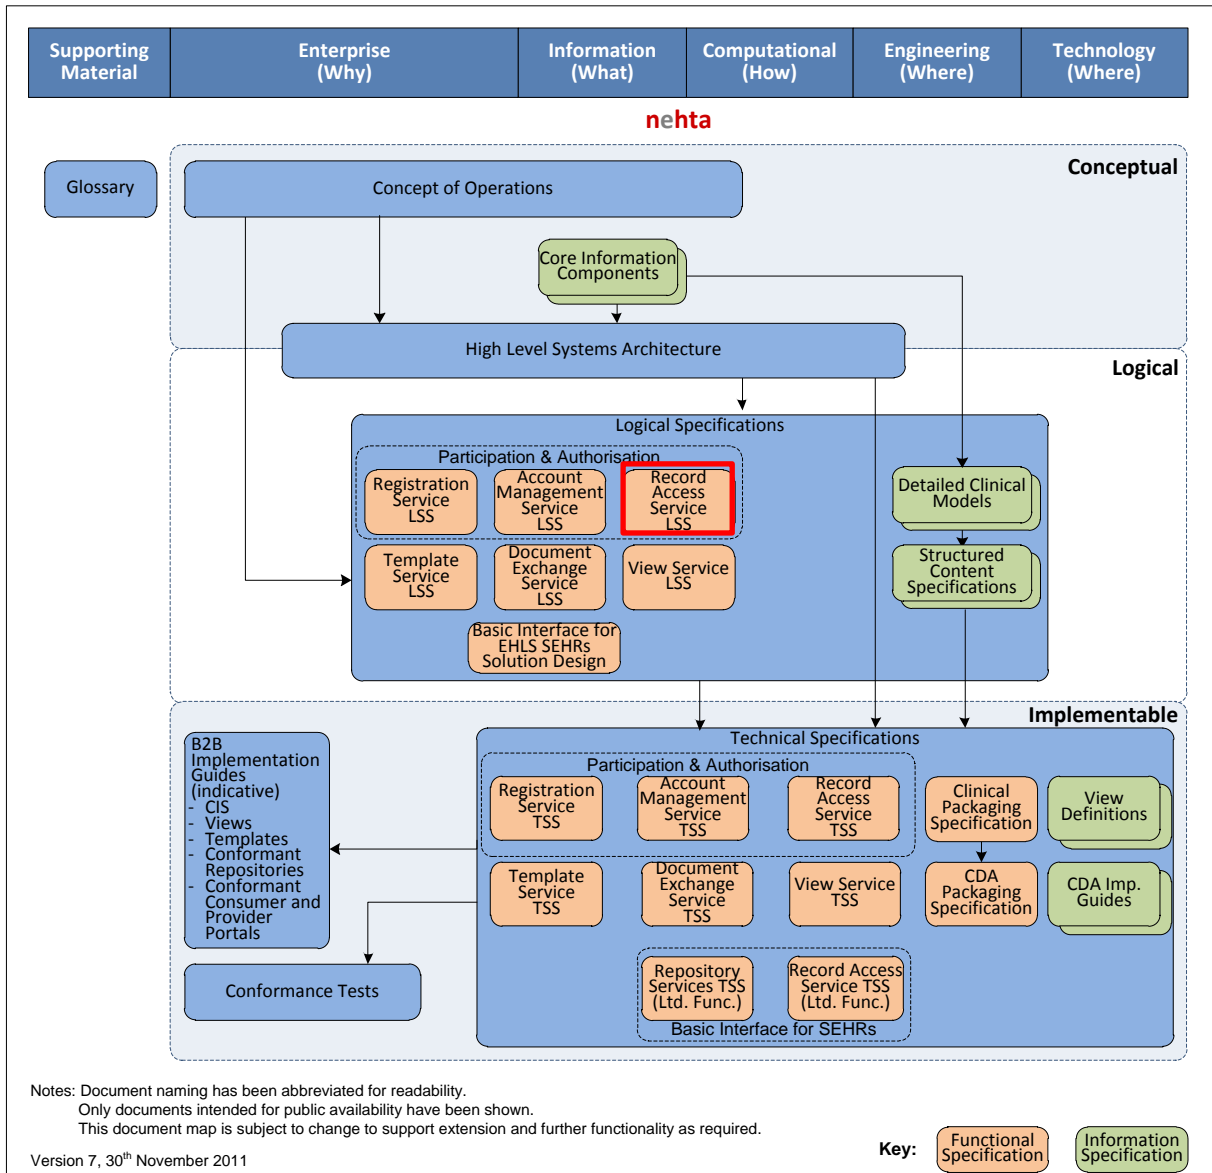 Supporting
Material
Enterprise
(Why)
Information
(What)
Computational
(How)
Engineering
(Where)
Technology
(Where)
nehta
Conceptual
Glossary
Concept of Operations
Core Information
Components
High Level Systems Architecture
Logical
Logical Specifications
Participation & Authorisation
Registration
Service
LSS
Account
Management
Service
LSS
Record
Access
Service
LSS
Detailed Clinical
Models
Template
Service
LSS
Document
Exchange
Service
LSS
View Service
LSS
Structured
Content
Specifications
Basic Interface for
EHLS SEHRs
Solution Design
Implementable
B2B
Implementation
Guides
(indicative)
- CIS
- Views
- Templates
- Conformant
Repositories
- Conformant
Consumer and
Provider
Portals
Technical Specifications
Participation & Authorisation
Registration
Service
TSS
Account
Management
Service
TSS
Record
Access
Service
TSS
Clinical
Packaging
Specification
View
Definitions
Template
Service
TSS
Document
Exchange
Service
TSS
View Service
TSS
CDA
Packaging
Specification
CDA Imp.
Guides
Conformance Tests
Repository
Services TSS
(Ltd. Func.)
Record Access
Service TSS
(Ltd. Func.)
Basic Interface for SEHRs
Notes: Document naming has been abbreviated for readability.
Only documents intended for public availability have been shown.
This document map is subject to change to support extension and further functionality as required.
Version 7, 30th November 2011
Key:
Functional
Specification
Information
Specification